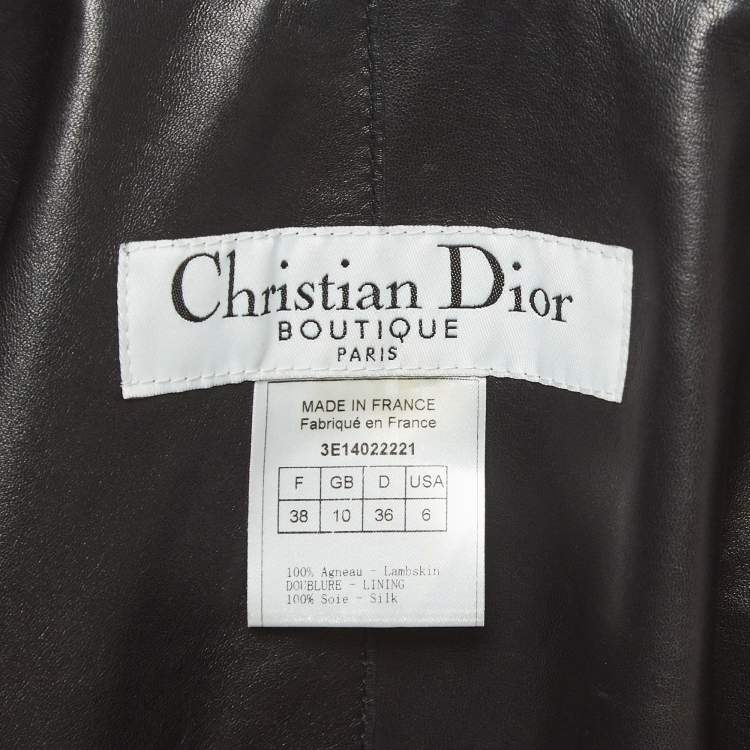 Christian Dior
BOUTIQUE
PARIS
MADE IN FRANCE
Fabriqué en France
3E14022221
F GB D USA
38 10 36 6
100% Agneau - Lambskin
DOUBLURE - LINING
100% Soie - Silk